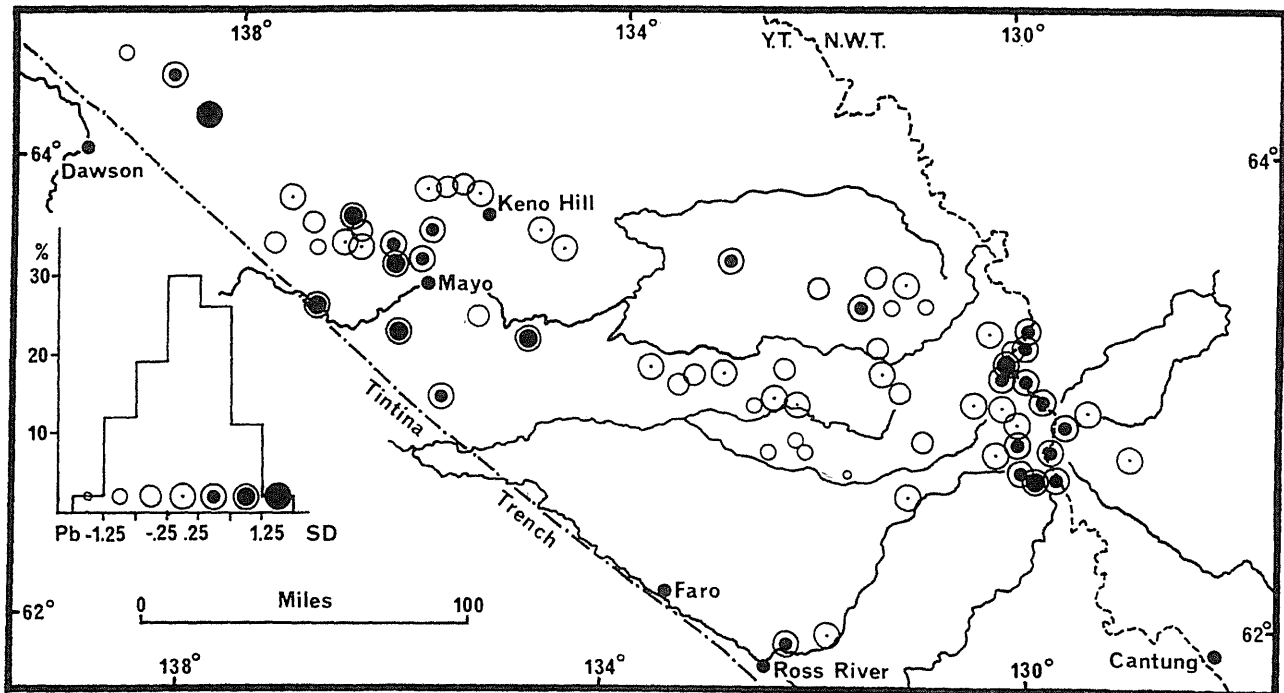 138° 134° 130°
Y.T. N.W.T.
64° 64°
Dawson
Keno Hill
%
30
Mayo
20
Tintina
10
Trench
Pb -1.25 -.25 .25 1.25 SD
Faro
62° 0 Miles 100 62°
138° 134° 130°
Ross River
Cantung